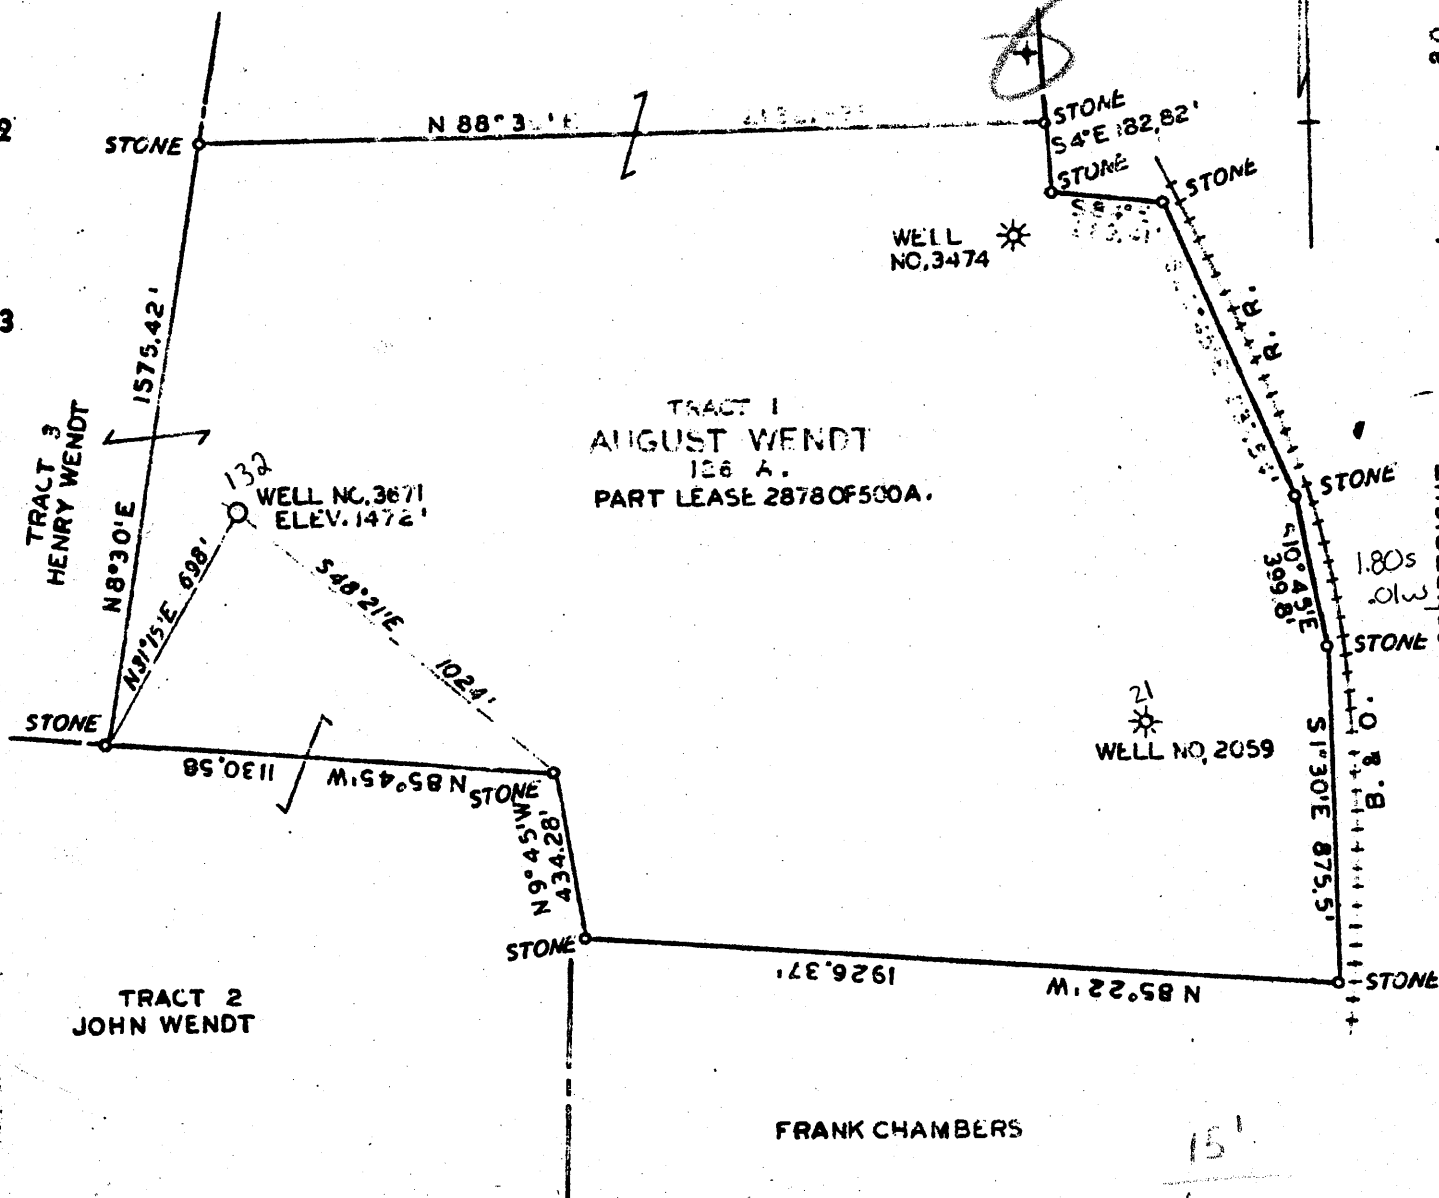 STONE
N 88° 3
STONE
S4°E 182.82'
STONE
STONE
WELL
NO. 3474
1575.42'
N8°30'E
R. R.
TRACT 3
HENRY WENDT
TRACT 1
AUGUST WENDT
126 A.
PART LEASE 2878 OF 500 A.
132
WELL NO. 3671
ELEV. 1472'
N31°15'E 698'
S48°21'E 1024'
STONE
S10°45'E
399.8'
1.80s
.01w
STONE
STONE
1130.58
N85°45'W
STONE
N9°45'W
434.28'
21
WELL NO. 2059
S1°30'E 875.5'
B. & O.
STONE
1926.37'
N 85°22'W
STONE
TRACT 2
JOHN WENDT
FRANK CHAMBERS
15'